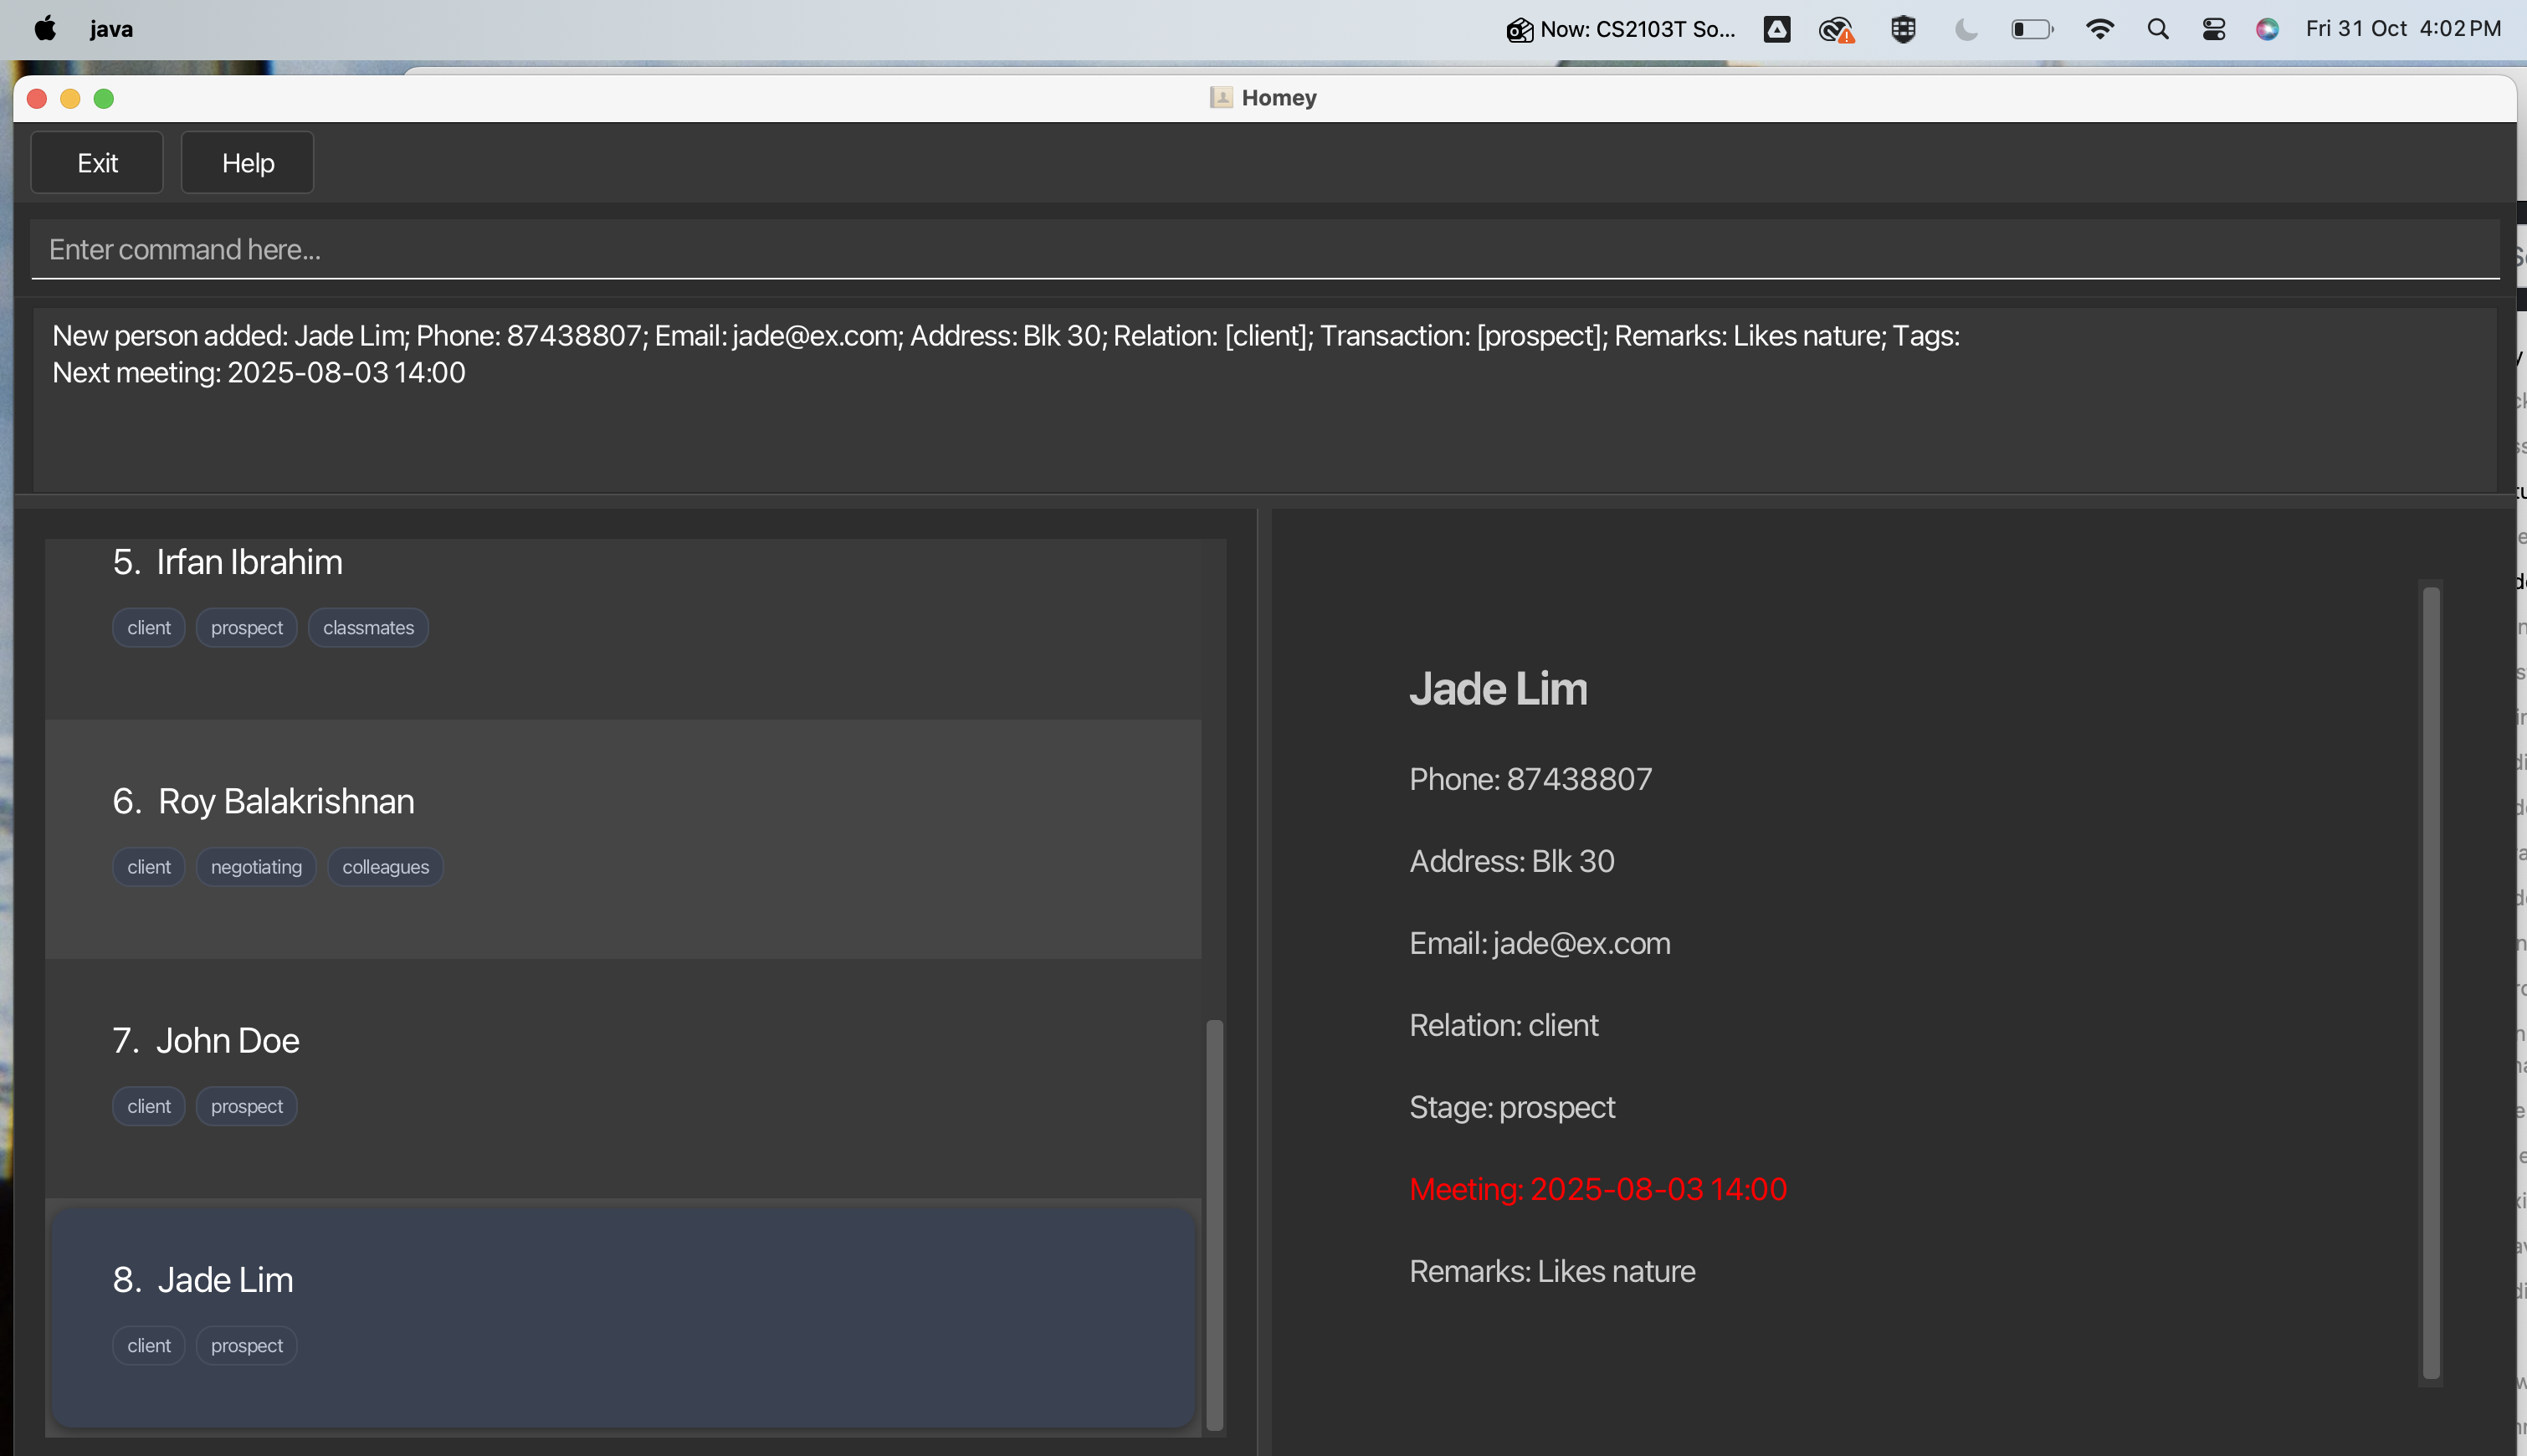 java
Now: CS2103T So...
Fri 31 Oct 4:02 PM
Homey
Exit
Help
Enter command here...
New person added: Jade Lim; Phone: 87438807; Email: jade@ex.com; Address: Blk 30; Relation: [client]; Transaction: [prospect]; Remarks: Likes nature; Tags:
Next meeting: 2025-08-03 14:00
5. Irfan Ibrahim
client prospect classmates
6. Roy Balakrishnan
client negotiating colleagues
7. John Doe
client prospect
8. Jade Lim
client prospect
Jade Lim
Phone: 87438807
Address: Blk 30
Email: jade@ex.com
Relation: client
Stage: prospect
Meeting: 2025-08-03 14:00
Remarks: Likes nature